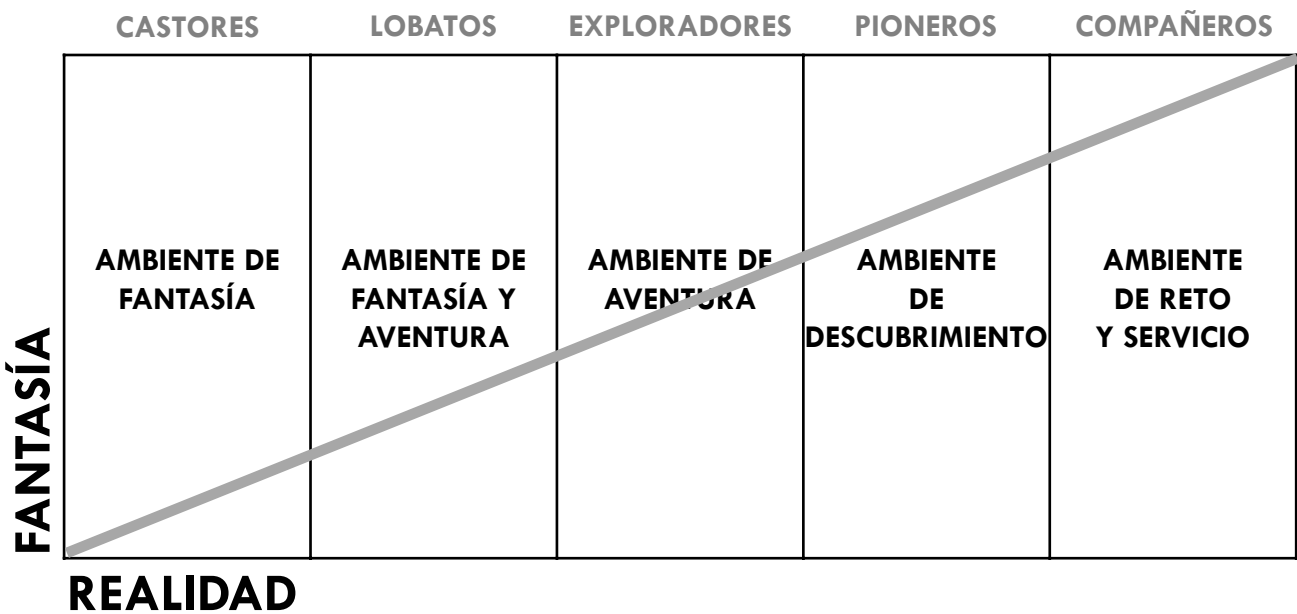 CASTORES LOBATOS EXPLORADORES PIONEROS COMPAÑEROS
AMBIENTE DE
FANTASÍA
AMBIENTE DE
FANTASÍA Y
AVENTURA
AMBIENTE DE
AVENTURA
AMBIENTE
DE
DESCUBRIMIENTO
AMBIENTE
DE RETO
Y SERVICIO
FANTASÍA
REALIDAD